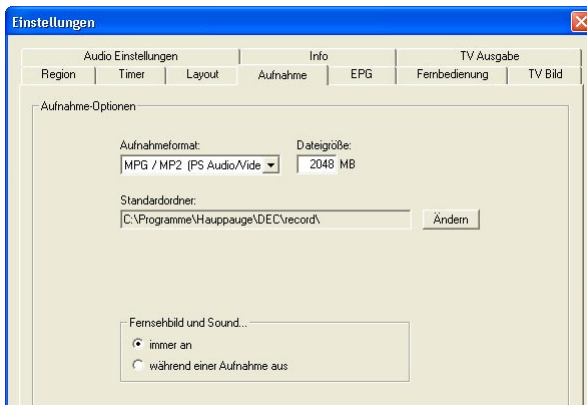 Einstellungen
Audio Einstellungen Info TV Ausgabe
Region Timer Layout Aufnahme EPG Fernbedienung TV Bild
Aufnahme-Optionen
Aufnahmeformat: Dateigröße:
MPG / MP2 (PS Audio/Vide 2048 MB
Standardordner:
C:\Programme\Hauppauge\DEC\record\ Ändern
Fernsehbild und Sound...
immer an
während einer Aufnahme aus